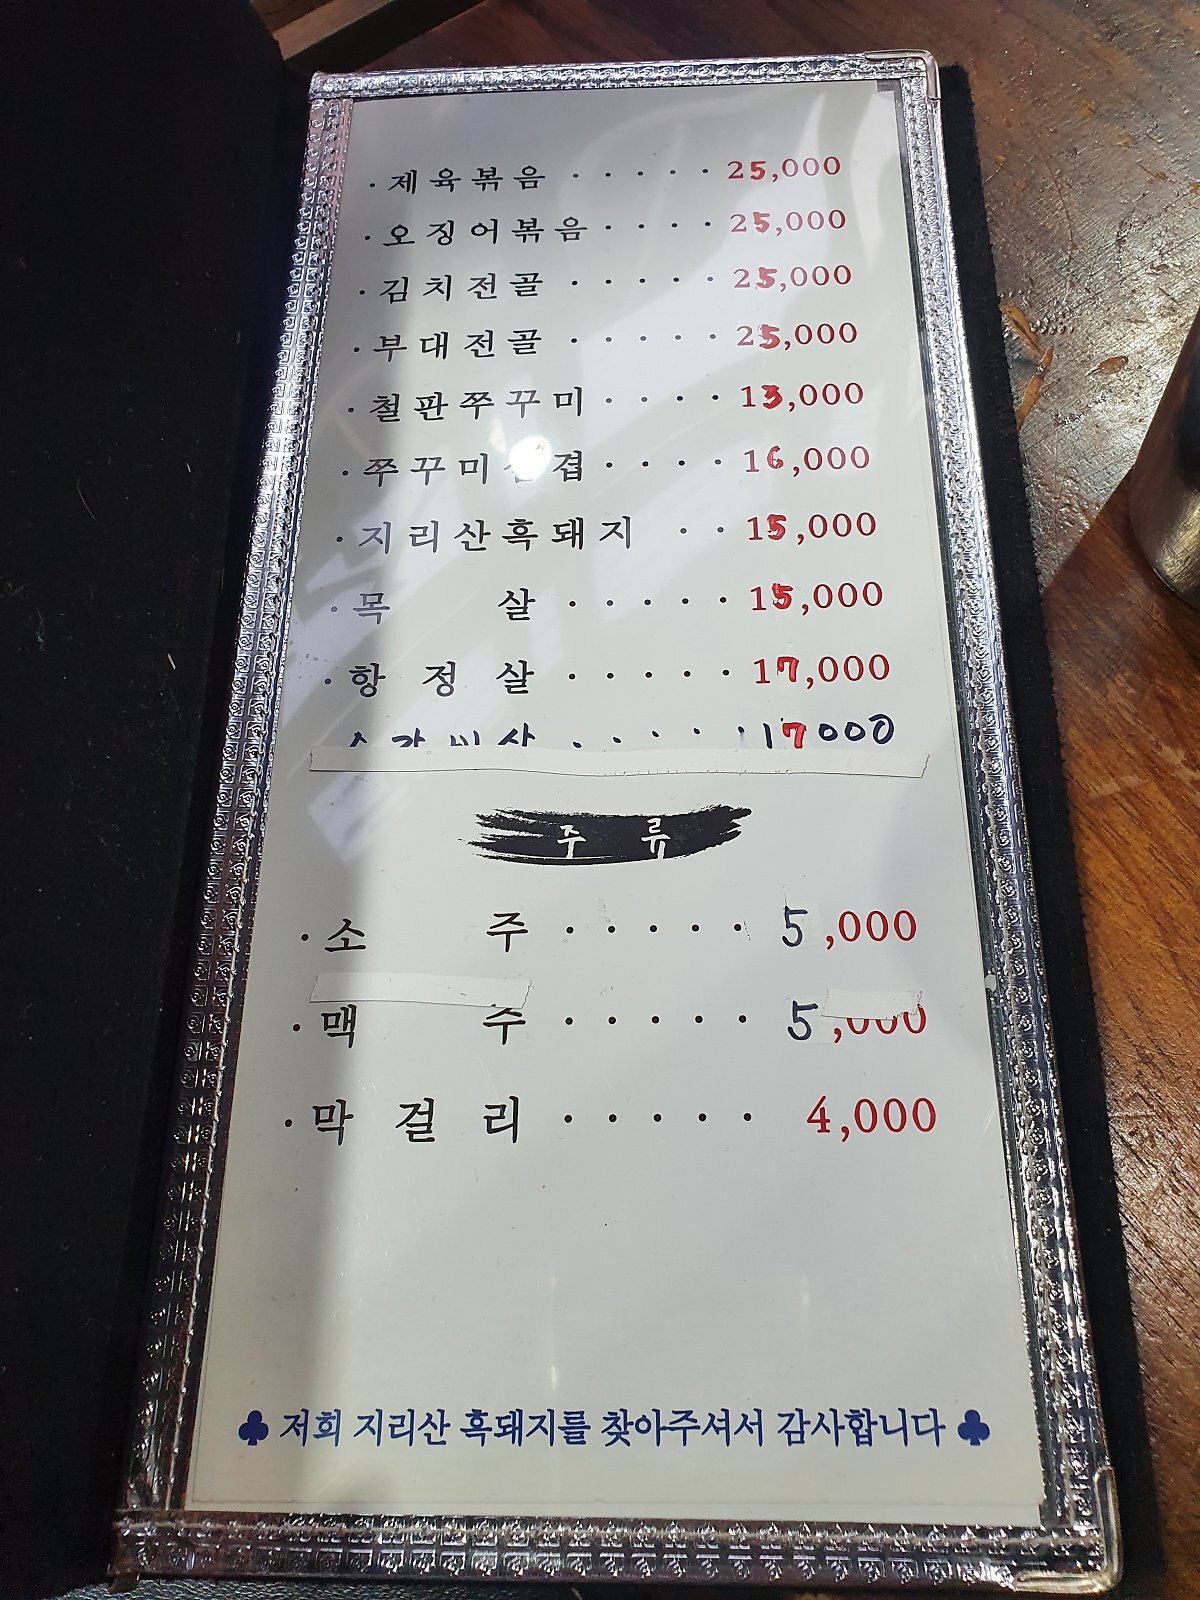 · 제육볶음 · · · · · 25,000
· 오징어볶음 · · · · 25,000
· 김치전골 · · · · · 25,000
· 부대전골 · · · · · 25,000
· 철판쭈꾸미 · · · · 13,000
· 쭈꾸미 · · · · 16,000
· 지리산흑돼지 · · 15,000
· 목 살 · · · · · 15,000
· 항 정 살 · · · · · 17,000
· · · · · 17000
주 류
· 소 주 · · · · · 5,000
· 맥 주 · · · · · 5,000
· 막 걸 리 · · · · · 4,000
♣ 저희 지리산 흑돼지를 찾아주셔서 감사합니다 ♣